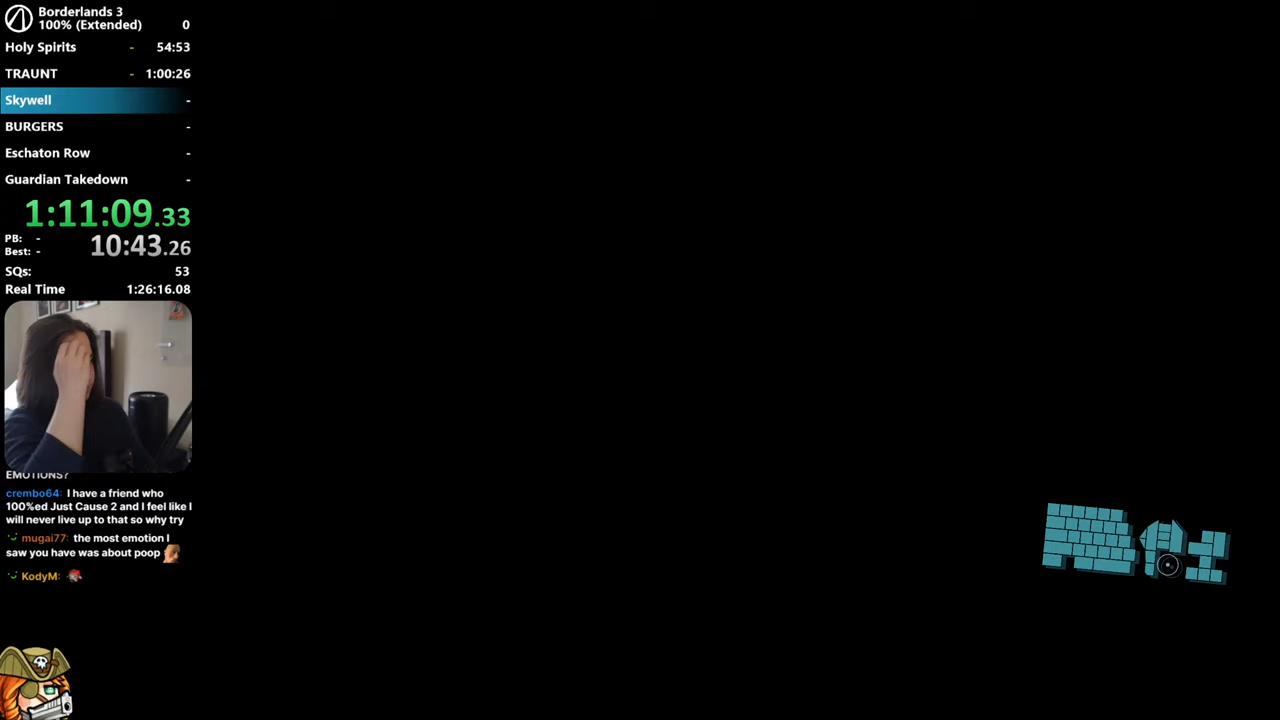 Borderlands 3
100% (Extended) 0
Holy Spirits - 54:53
TRAUNT - 1:00:26
Skywell -
BURGERS -
Eschaton Row -
Guardian Takedown -
1:11:09.33
PB: -
Best: - 10:43.26
SQs: 53
Real Time 1:26:16.08
EMOTIONS?
crembo64: I have a friend who
100%ed Just Cause 2 and I feel like I
will never live up to that so why try
mugai77: the most emotion I
saw you have was about poop
KodyM: